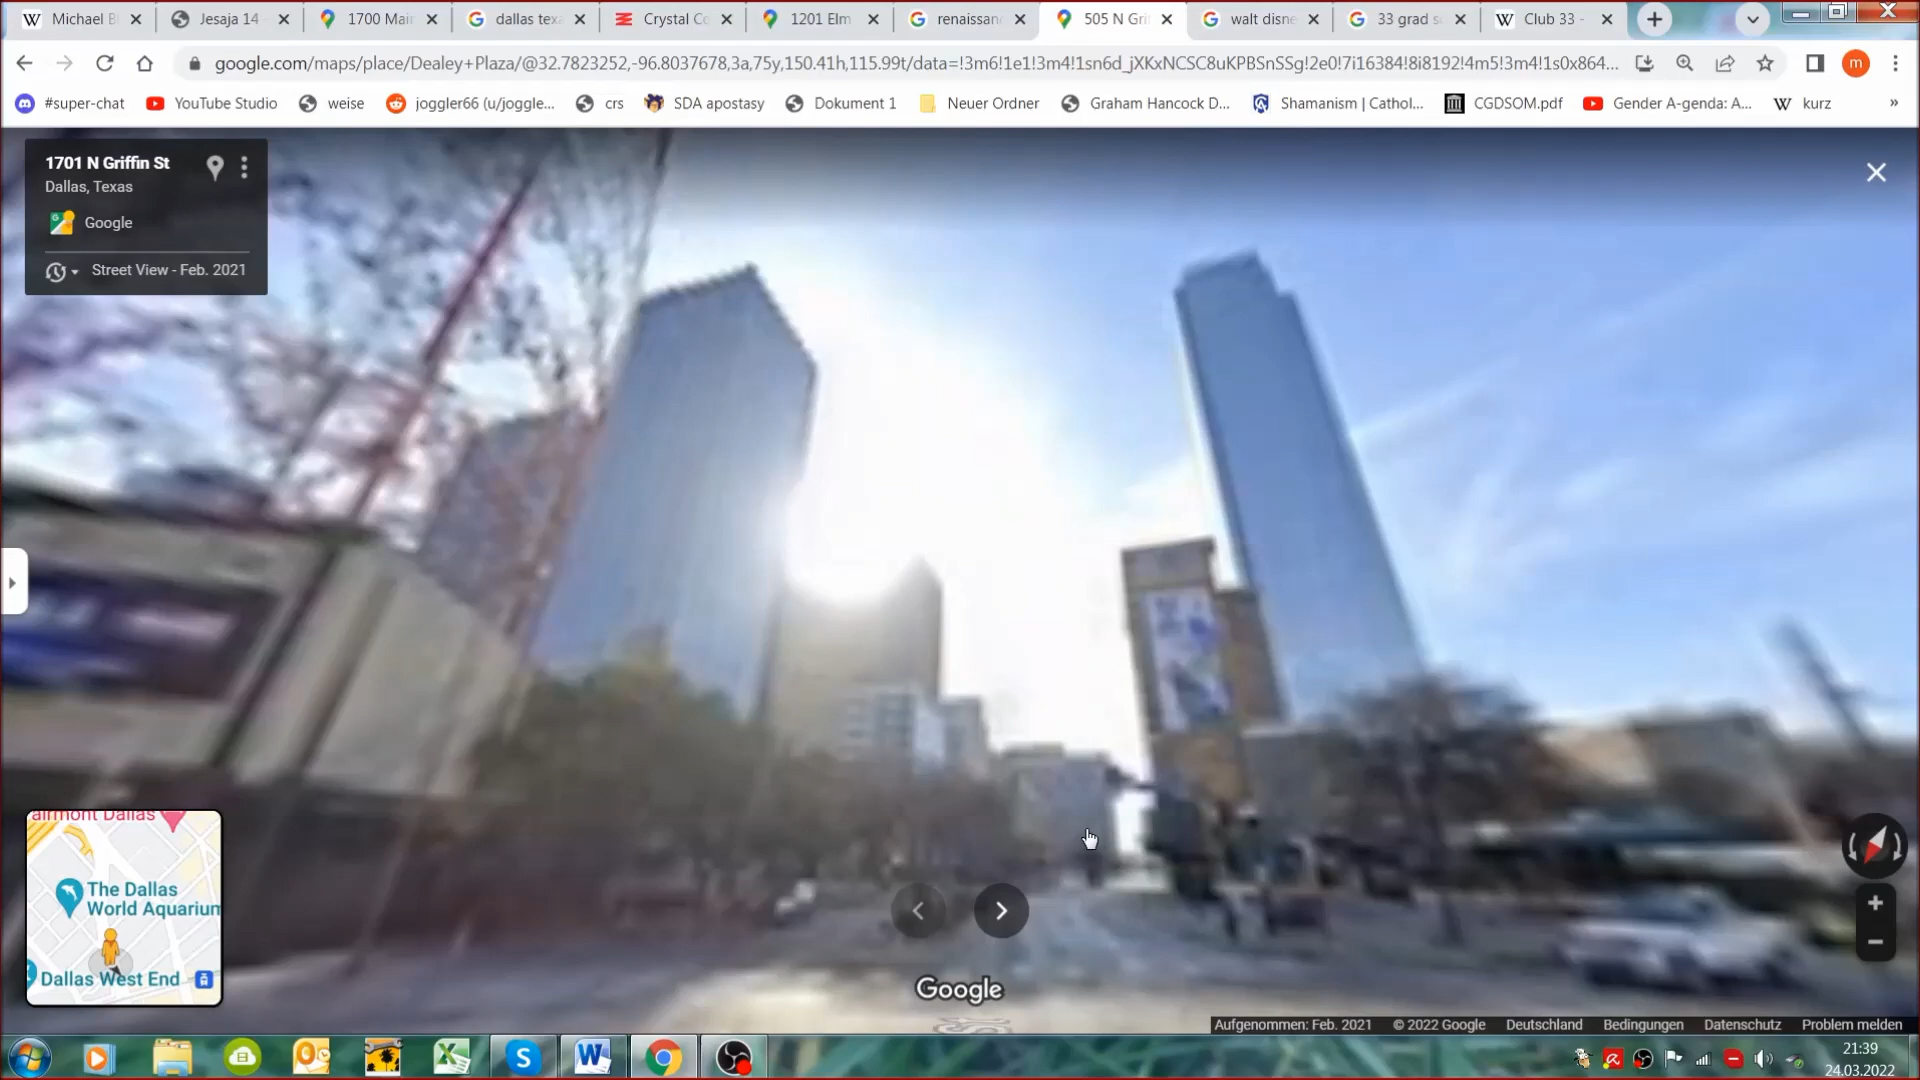 Michael B
Jesaja 14 -
1700 Mai
dallas tex
Crystal C
1201 Elm
renaissan
505 N Gri
walt disne
33 grad s
Club 33 -
google.com/maps/place/Dealey+Plaza/@32.7823252,-96.8037678,3a,75y,150.41h,115.99t/data=!3m6!1e1!3m4!1sn6d_jXKxNCSC8uKPBSnSSg!2e0!7i16384!8i8192!4m5!3m4!1s0x864...
m
#super-chat
YouTube Studio
weise
joggler66 (u/joggle...
crs
SDA apostasy
Dokument 1
Neuer Ordner
Graham Hancock D...
Shamanism | Cathol...
CGDSOM.pdf
Gender A-genda: A...
kurz
»
1701 N Griffin St
Dallas, Texas
Google
Street View - Feb. 2021
airmont Dallas
The Dallas
World Aquarium
Dallas West End
Google
Aufgenommen: Feb. 2021
© 2022 Google
Deutschland
Bedingungen
Datenschutz
Problem melden
21:39
24.03.2022